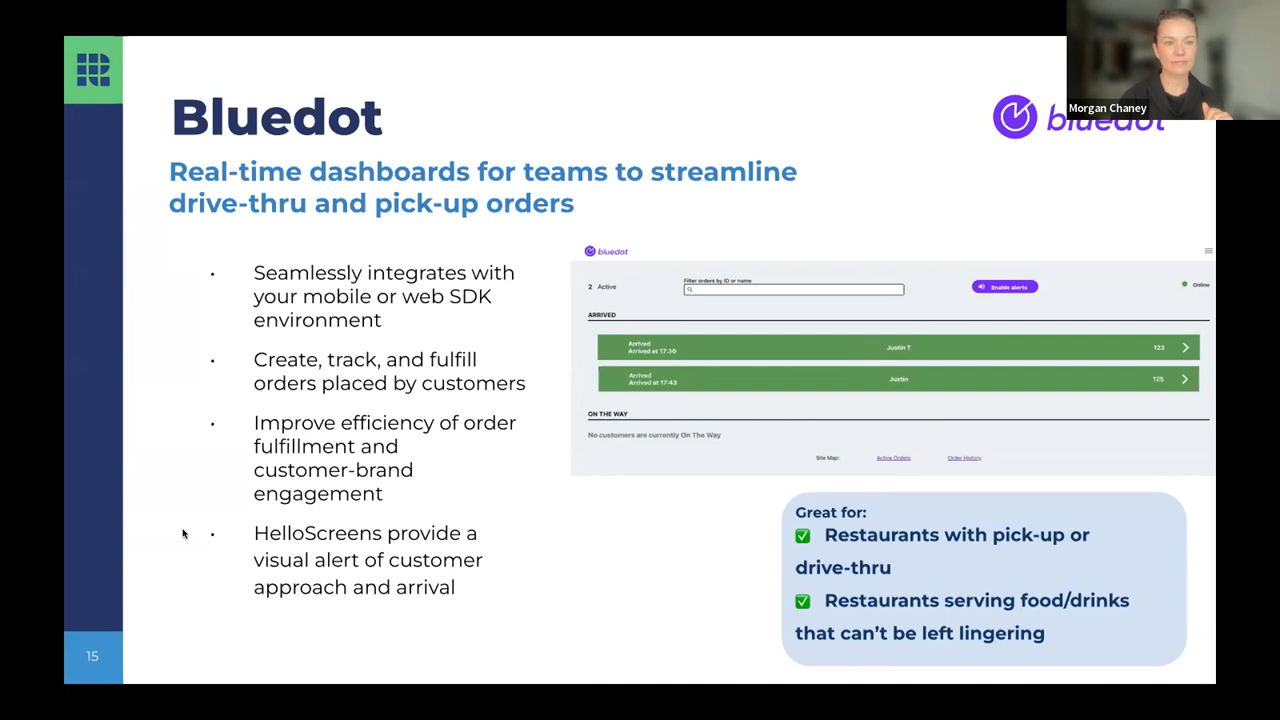 Morgan Chaney
Bluedot
bluedot
Real-time dashboards for teams to streamline
drive-thru and pick-up orders
• Seamlessly integrates with
your mobile or web SDK
environment
• Create, track, and fulfill
orders placed by customers
• Improve efficiency of order
fulfillment and
customer-brand
engagement
• HelloScreens provide a
visual alert of customer
approach and arrival
bluedot
2 Active
Filter orders by ID or name
Enable alerts
Online
ARRIVED
Arrived
Arrived at 17:30
Justin T
123
Arrived
Arrived at 17:43
Justin
125
ON THE WAY
No customers are currently On The Way
Site Map: Active Orders Order History
Great for:
✅ Restaurants with pick-up or
drive-thru
✅ Restaurants serving food/drinks
that can’t be left lingering
15